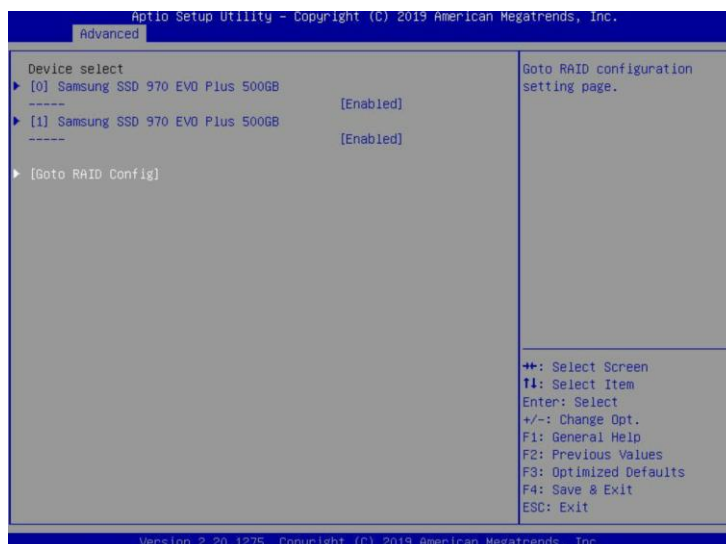 Aptio Setup Utility – Copyright (C) 2019 American Megatrends, Inc.
Advanced
Device select
[0] Samsung SSD 970 EVO Plus 500GB
----- [Enabled]
[1] Samsung SSD 970 EVO Plus 500GB
----- [Enabled]
[Goto RAID Config]
Goto RAID configuration
setting page.
→←: Select Screen
↑↓: Select Item
Enter: Select
+/-: Change Opt.
F1: General Help
F2: Previous Values
F3: Optimized Defaults
F4: Save & Exit
ESC: Exit
Version 2.20.1275. Copyright (C) 2019 American Megatrends, Inc.